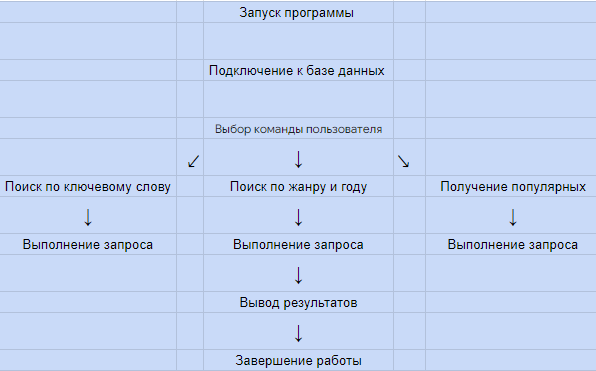 Запуск программы
Подключение к базе данных
Выбор команды пользователя
↙ ↓ ↘
Поиск по ключевому слову Поиск по жанру и году Получение популярных
↓ ↓ ↓
Выполнение запроса Выполнение запроса Выполнение запроса
↓
Вывод результатов
↓
Завершение работы